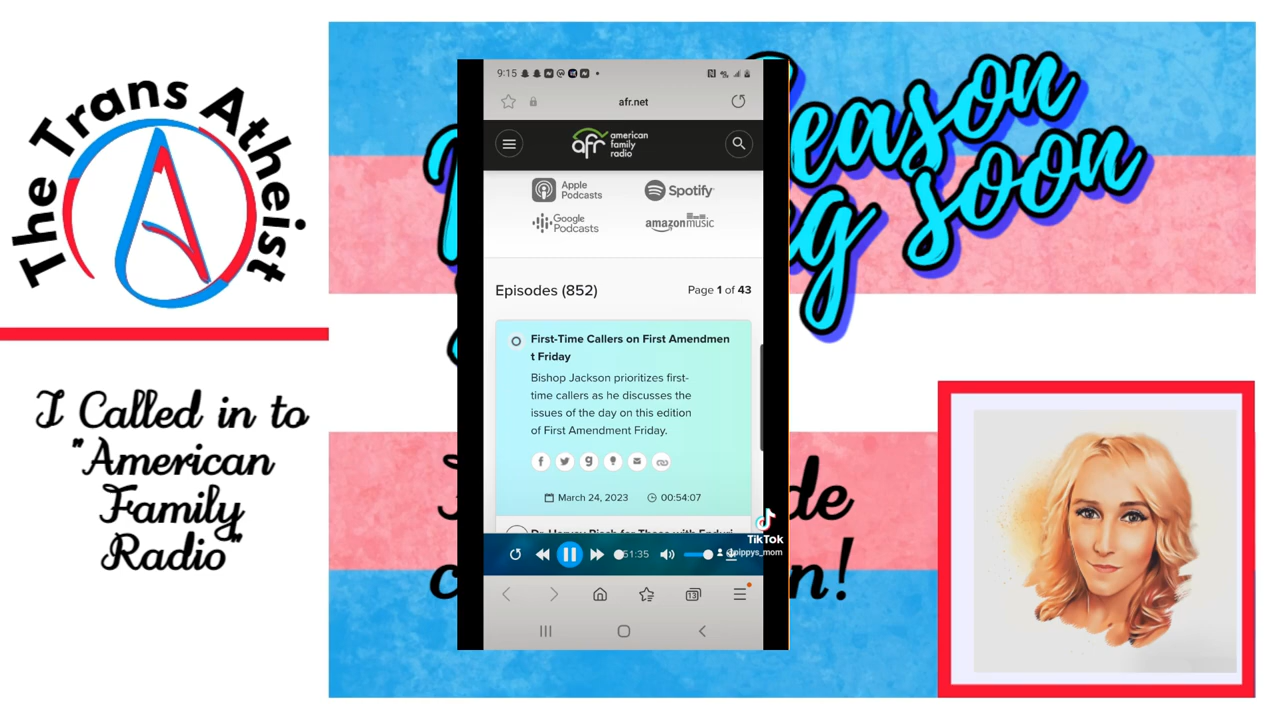 The Trans Atheist
I Called in to
"American
Family
Radio"
eason
g soon
de
n!
9:15
afr.net
afr american
family
radio
Apple
Podcasts
Spotify
Google
Podcasts
amazon music
Episodes (852)
Page 1 of 43
First-Time Callers on First Amendmen
t Friday
Bishop Jackson prioritizes first-
time callers as he discusses the
issues of the day on this edition
of First Amendment Friday.
March 24, 2023
00:54:07
51:35
TikTok
13